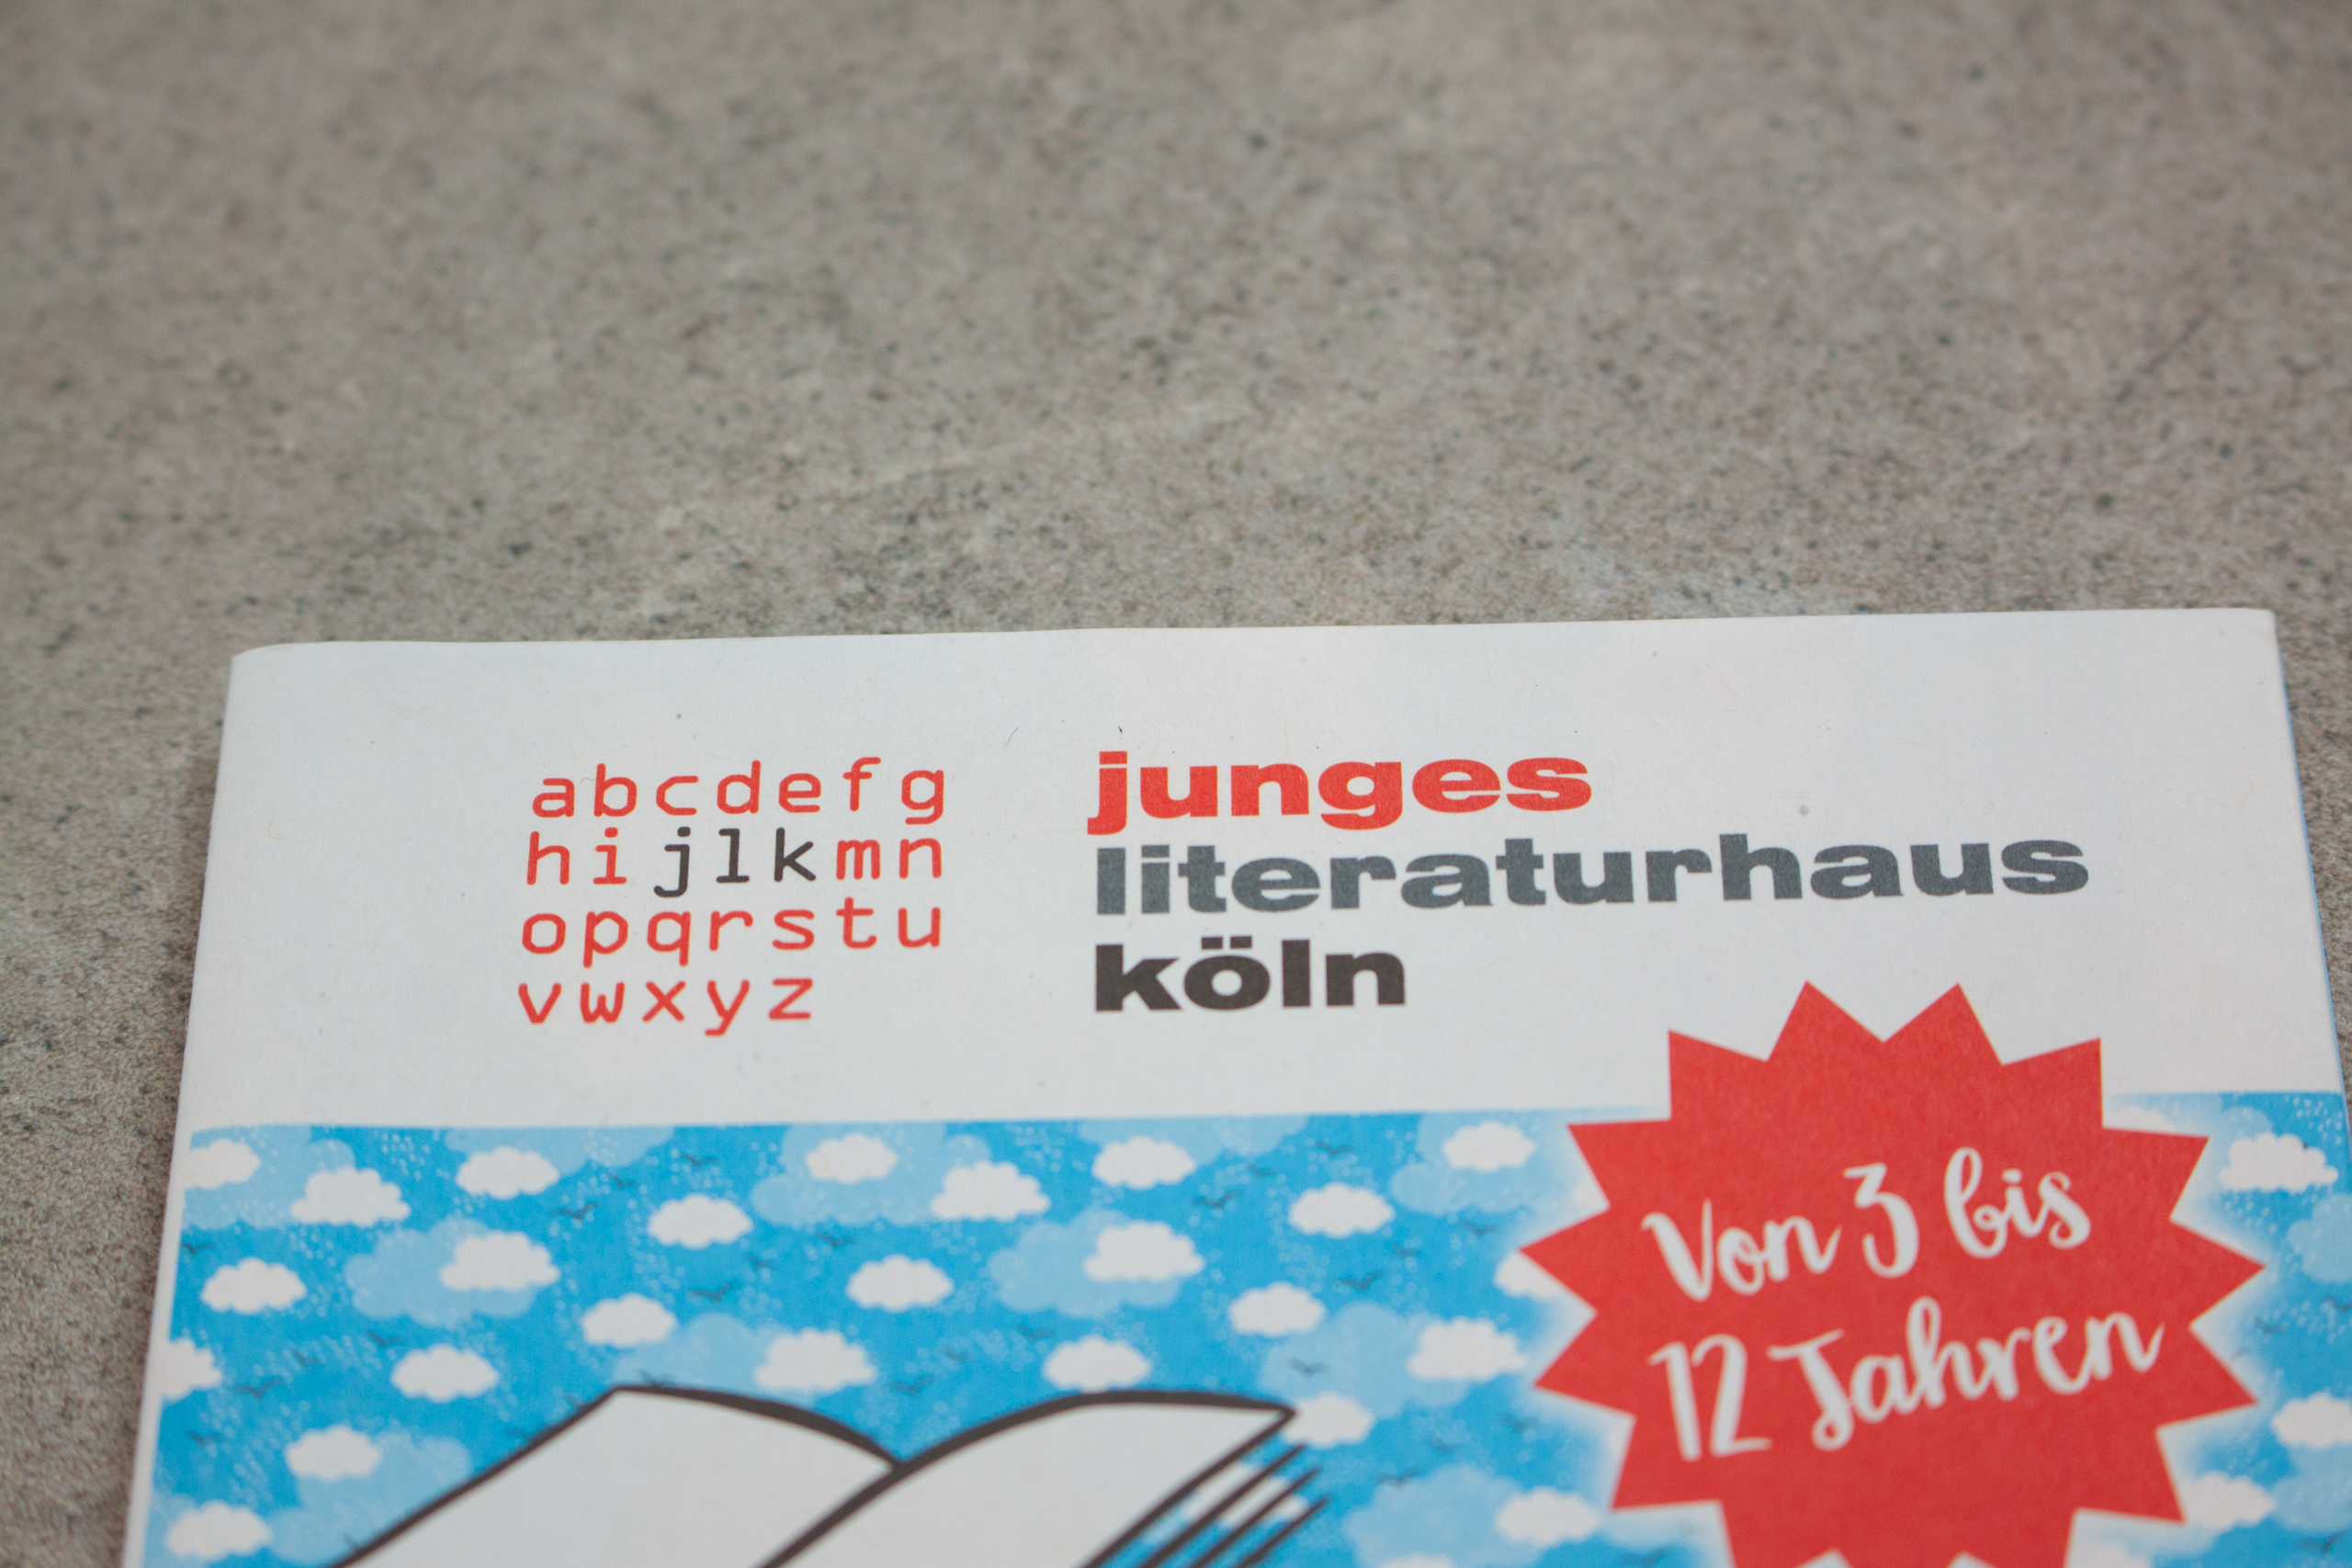 abcdefg
hijlkmn
opqrstu
vwxyz
junges
literaturhaus
köln
Von 3 bis
12 Jahren